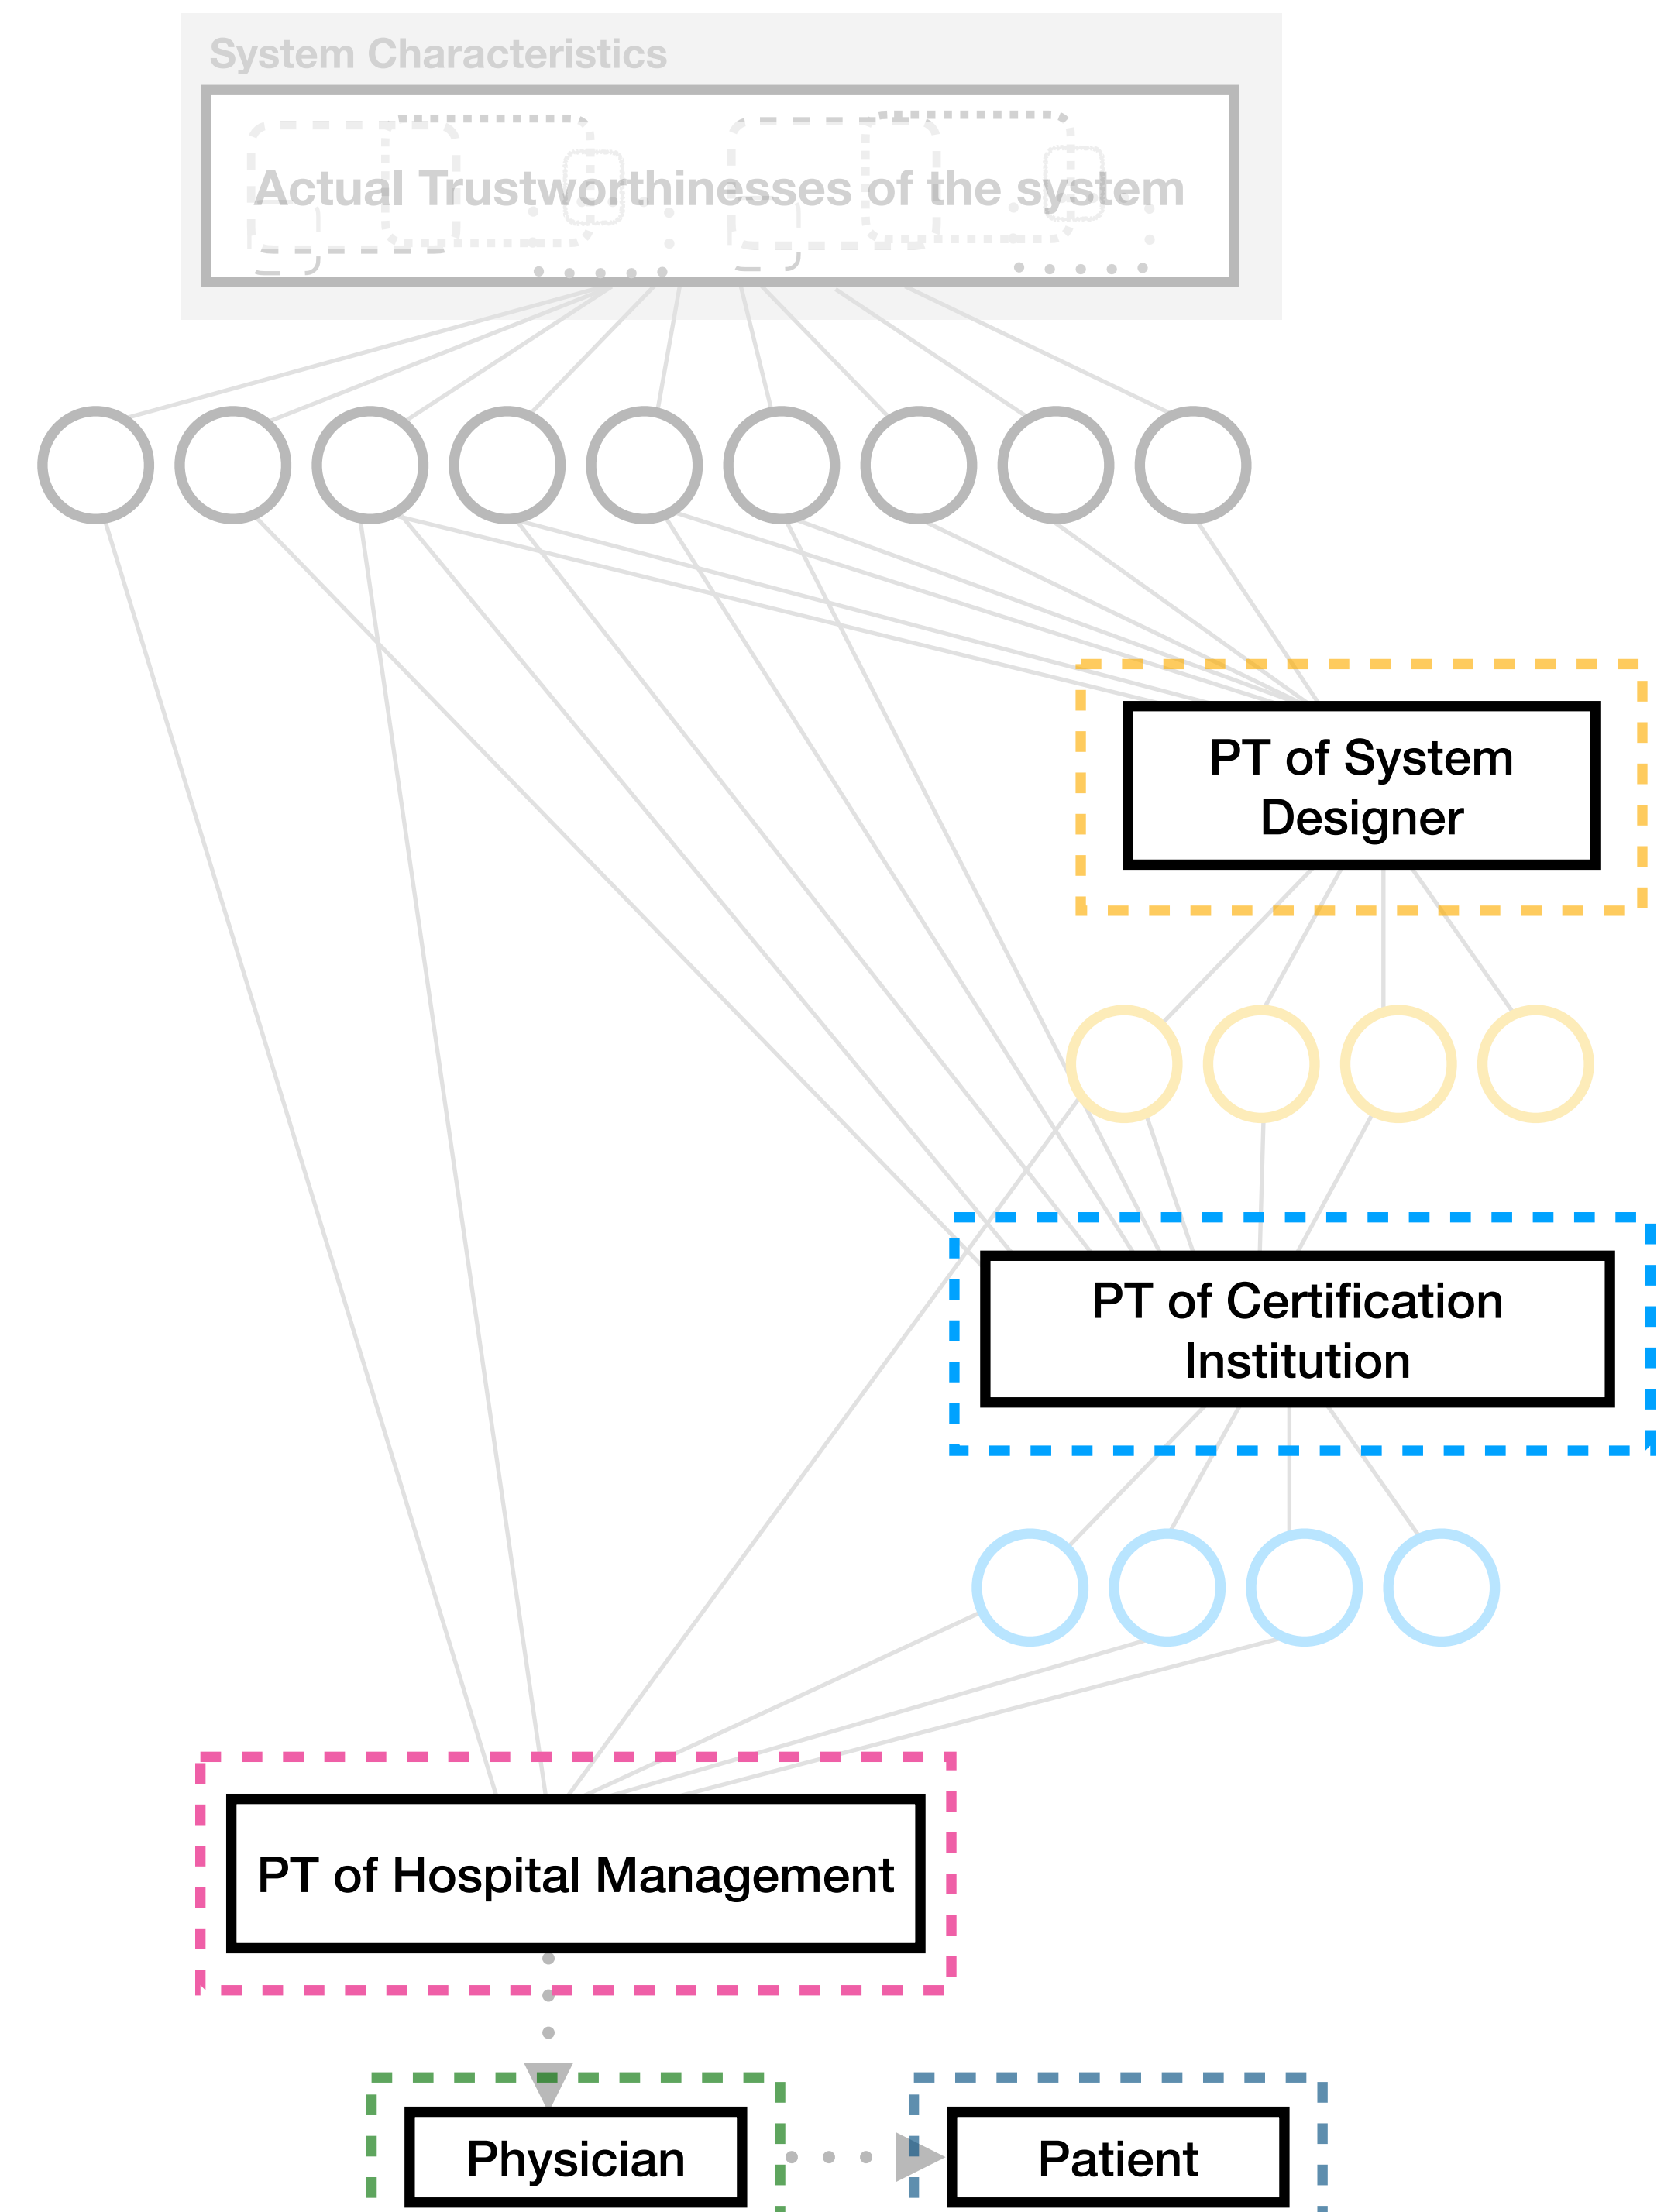 System Characteristics
Actual Trustworthinesses of the system
PT of System
Designer
PT of Certification
Institution
PT of Hospital Management
Physician
Patient